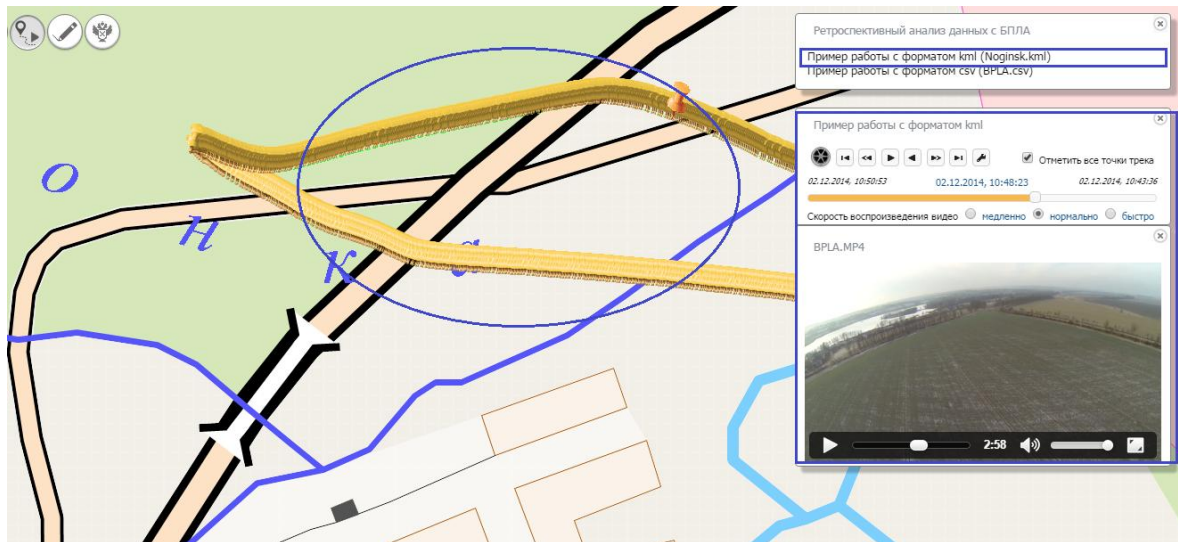 Ретроспективный анализ данных с БПЛА
Пример работы с форматом kml (Noginsk.kml)
Пример работы с форматом csv (BPLA.csv)
Пример работы с форматом kml
Отметить все точки трека
02.12.2014, 10:50:53 02.12.2014, 10:48:23 02.12.2014, 10:43:36
Скорость воспроизведения видео медленно нормально быстро
BPLA.MP4
2:58
О
Н
К